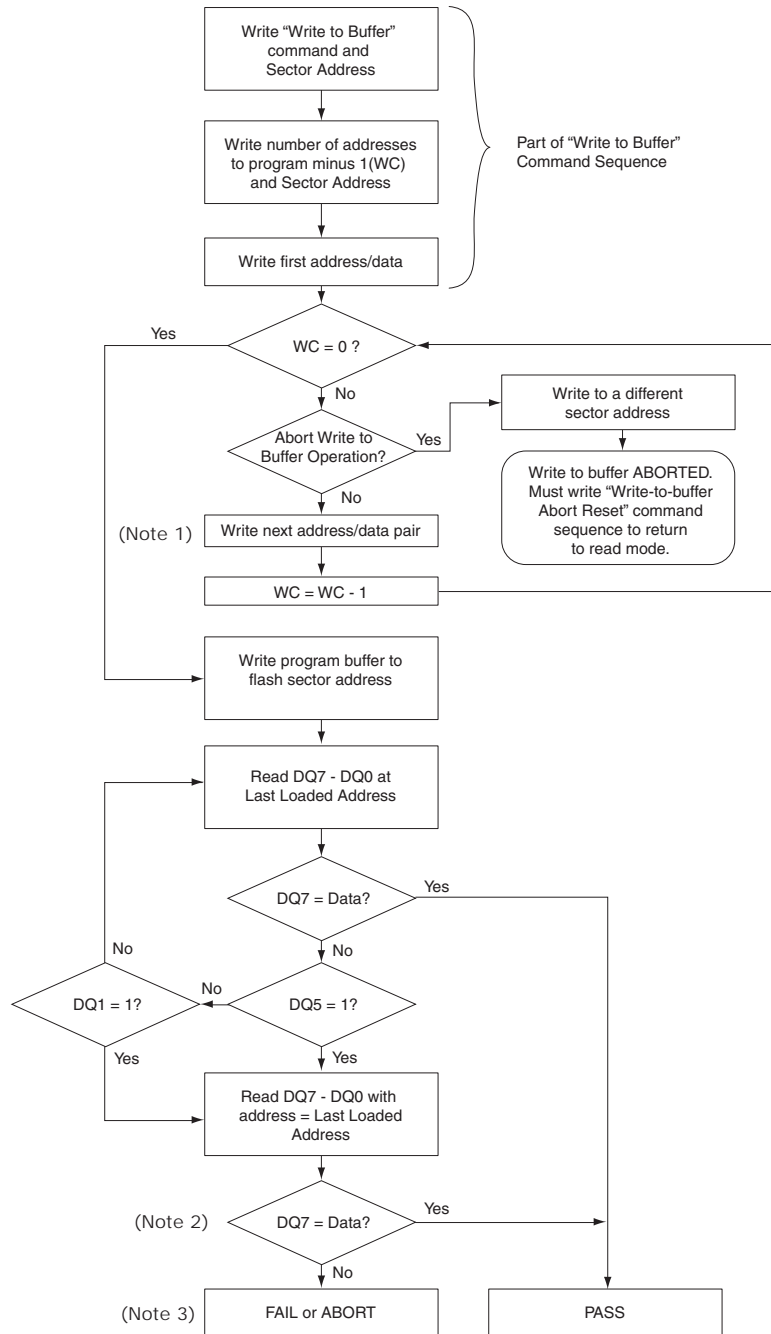 Write “Write to Buffer”
command and
Sector Address
Write number of addresses
to program minus 1(WC)
and Sector Address
Part of “Write to Buffer”
Command Sequence
Write first address/data
Yes
WC = 0 ?
No
Write to a different
sector address
Abort Write to
Buffer Operation?
Yes
No
Write to buffer ABORTED.
Must write “Write-to-buffer
Abort Reset” command
sequence to return
to read mode.
(Note 1)
Write next address/data pair
WC = WC - 1
Write program buffer to
flash sector address
Read DQ7 - DQ0 at
Last Loaded Address
DQ7 = Data?
Yes
No
No
DQ1 = 1?
No
DQ5 = 1?
Yes
Yes
Read DQ7 - DQ0 with
address = Last Loaded
Address
(Note 2)
DQ7 = Data?
Yes
No
(Note 3)
FAIL or ABORT
PASS